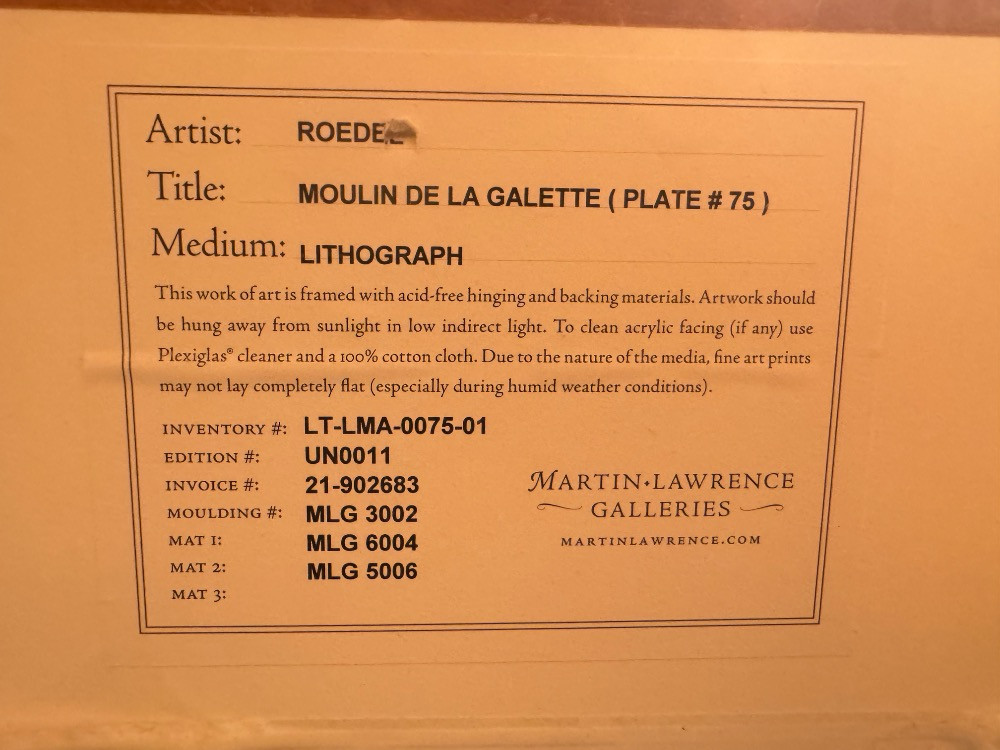 Artist: ROEDEL
Title: MOULIN DE LA GALETTE ( PLATE # 75 )
Medium: LITHOGRAPH
This work of art is framed with acid-free hinging and backing materials. Artwork should
be hung away from sunlight in low indirect light. To clean acrylic facing (if any) use
Plexiglas® cleaner and a 100% cotton cloth. Due to the nature of the media, fine art prints
may not lay completely flat (especially during humid weather conditions).
INVENTORY #: LT-LMA-0075-01
EDITION #: UN0011
INVOICE #: 21-902683
MOULDING #: MLG 3002
MAT 1: MLG 6004
MAT 2: MLG 5006
MAT 3:
MARTIN·LAWRENCE
GALLERIES
MARTINLAWRENCE.COM